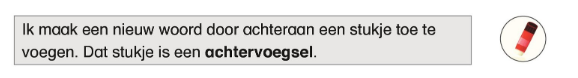 Ik maak een nieuw woord door achteraan een stukje toe te
voegen. Dat stukje is een achtervoegsel.